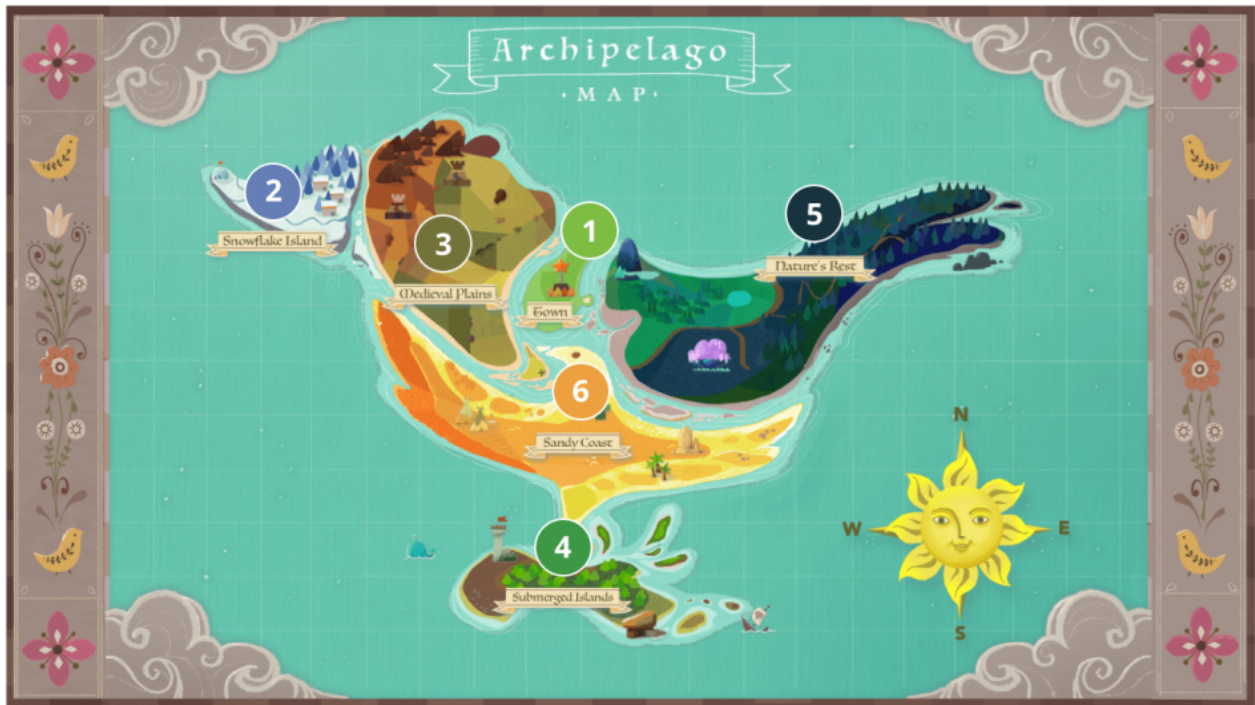 Archipelago
· MAP ·
2
Snowflake Island
3
Medieval Plains
1
Town
5
Nature's Rest
6
Sandy Coast
4
Submerged Islands
N
W
E
S